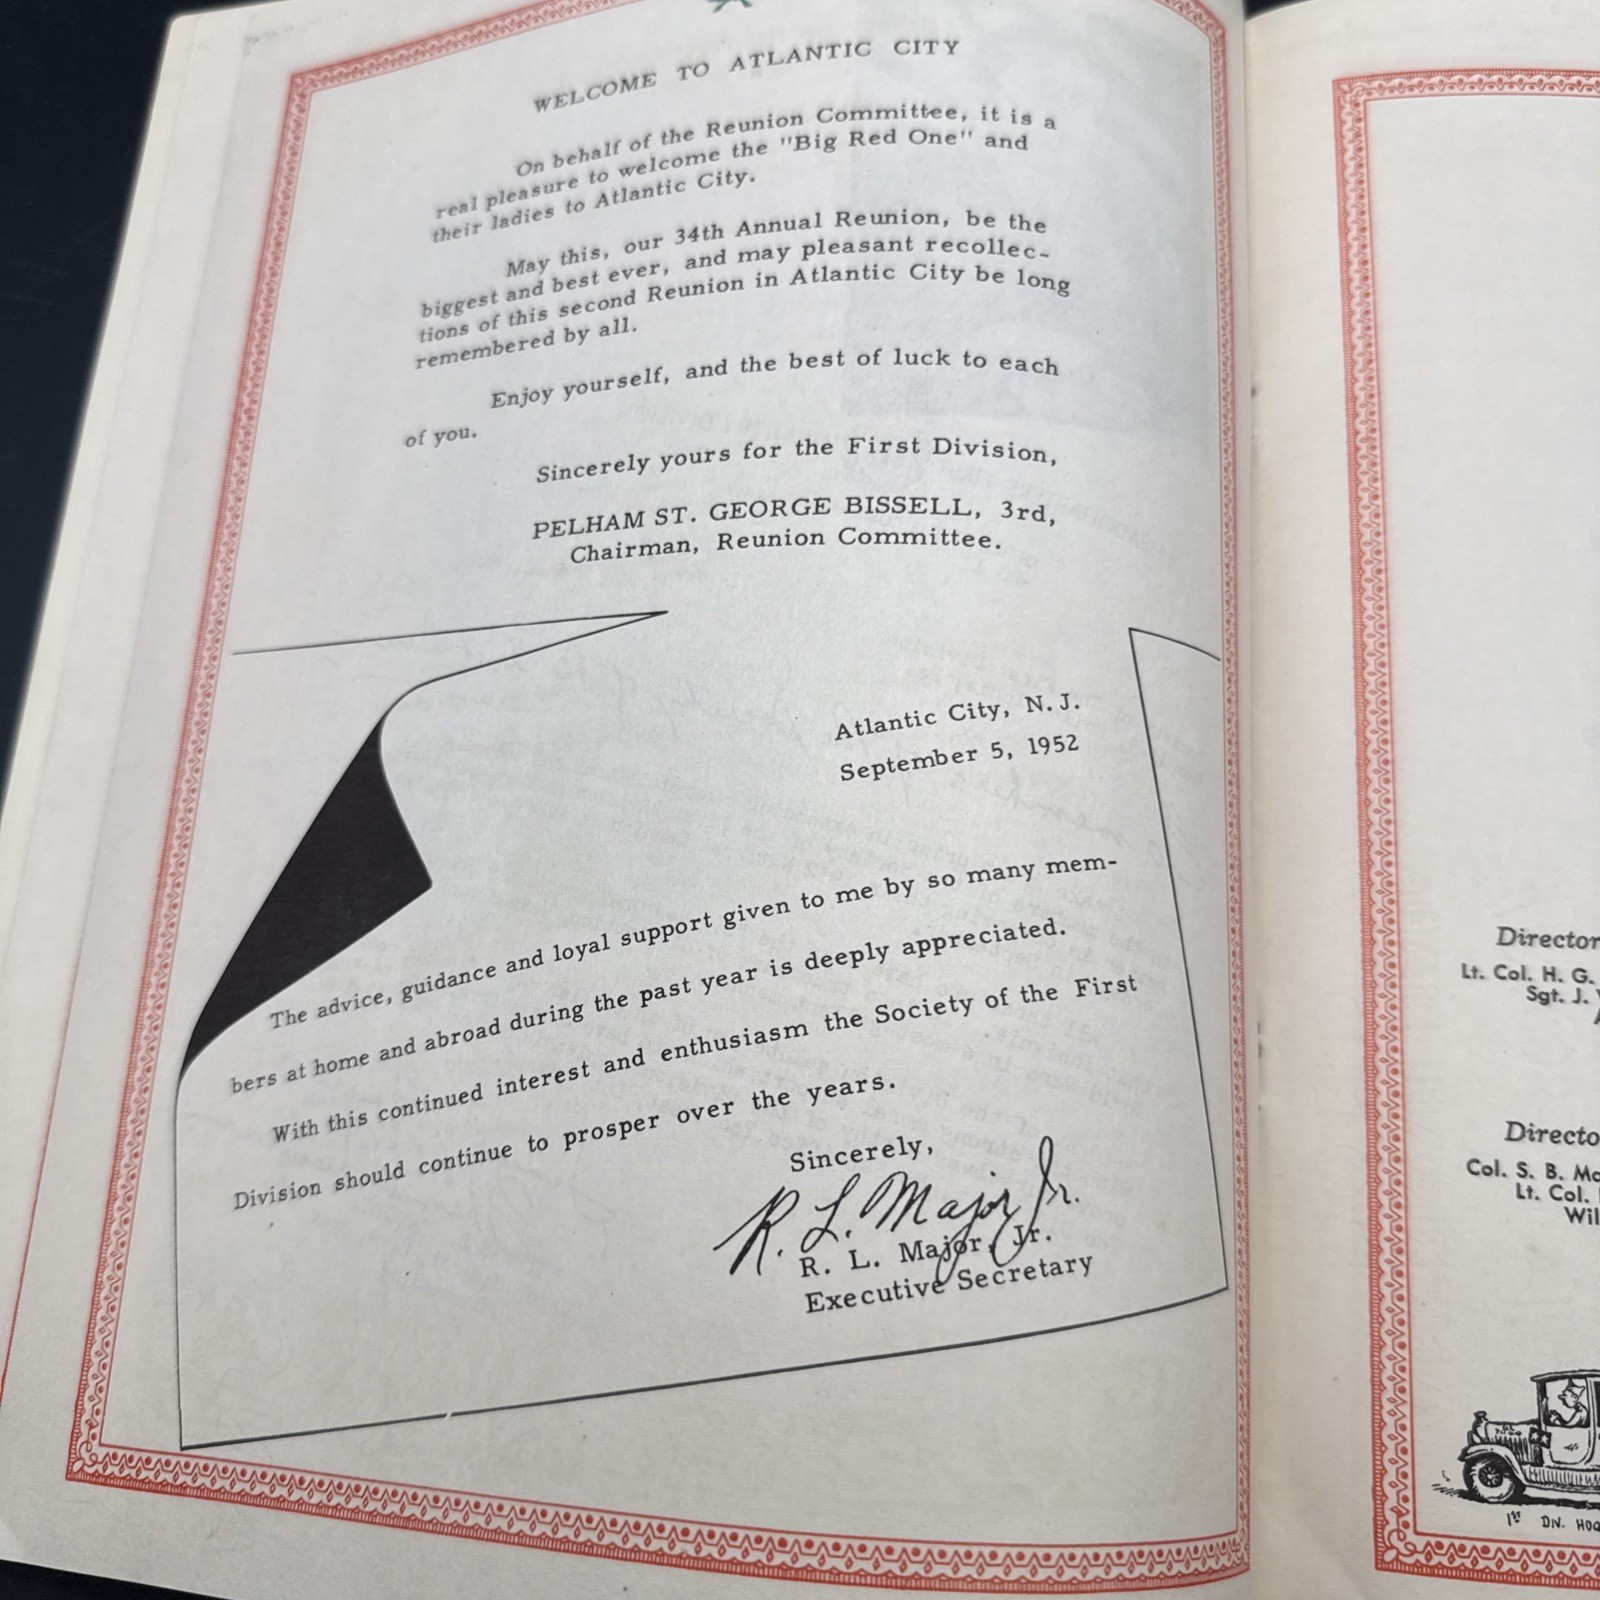 WELCOME TO ATLANTIC CITY
On behalf of the Reunion Committee, it is a
real pleasure to welcome the "Big Red One" and
their ladies to Atlantic City.
May this, our 34th Annual Reunion, be the
biggest and best ever, and may pleasant recollec-
tions of this second Reunion in Atlantic City be long
remembered by all.
Enjoy yourself, and the best of luck to each
of you.
Sincerely yours for the First Division,
PELHAM ST. GEORGE BISSELL, 3rd,
Chairman, Reunion Committee.
Atlantic City, N.J.
September 5, 1952
The advice, guidance and loyal support given to me by so many mem-
bers at home and abroad during the past year is deeply appreciated.
With this continued interest and enthusiasm the Society of the First
Division should continue to prosper over the years.
Sincerely,
R. L. Major Jr.
R. L. Major, Jr.
Executive Secretary
Director
Lt. Col. H. G.
Sgt. J.
Directo
Col. S. B. Mc
Lt. Col.
Wil
1st DIV. HOQ